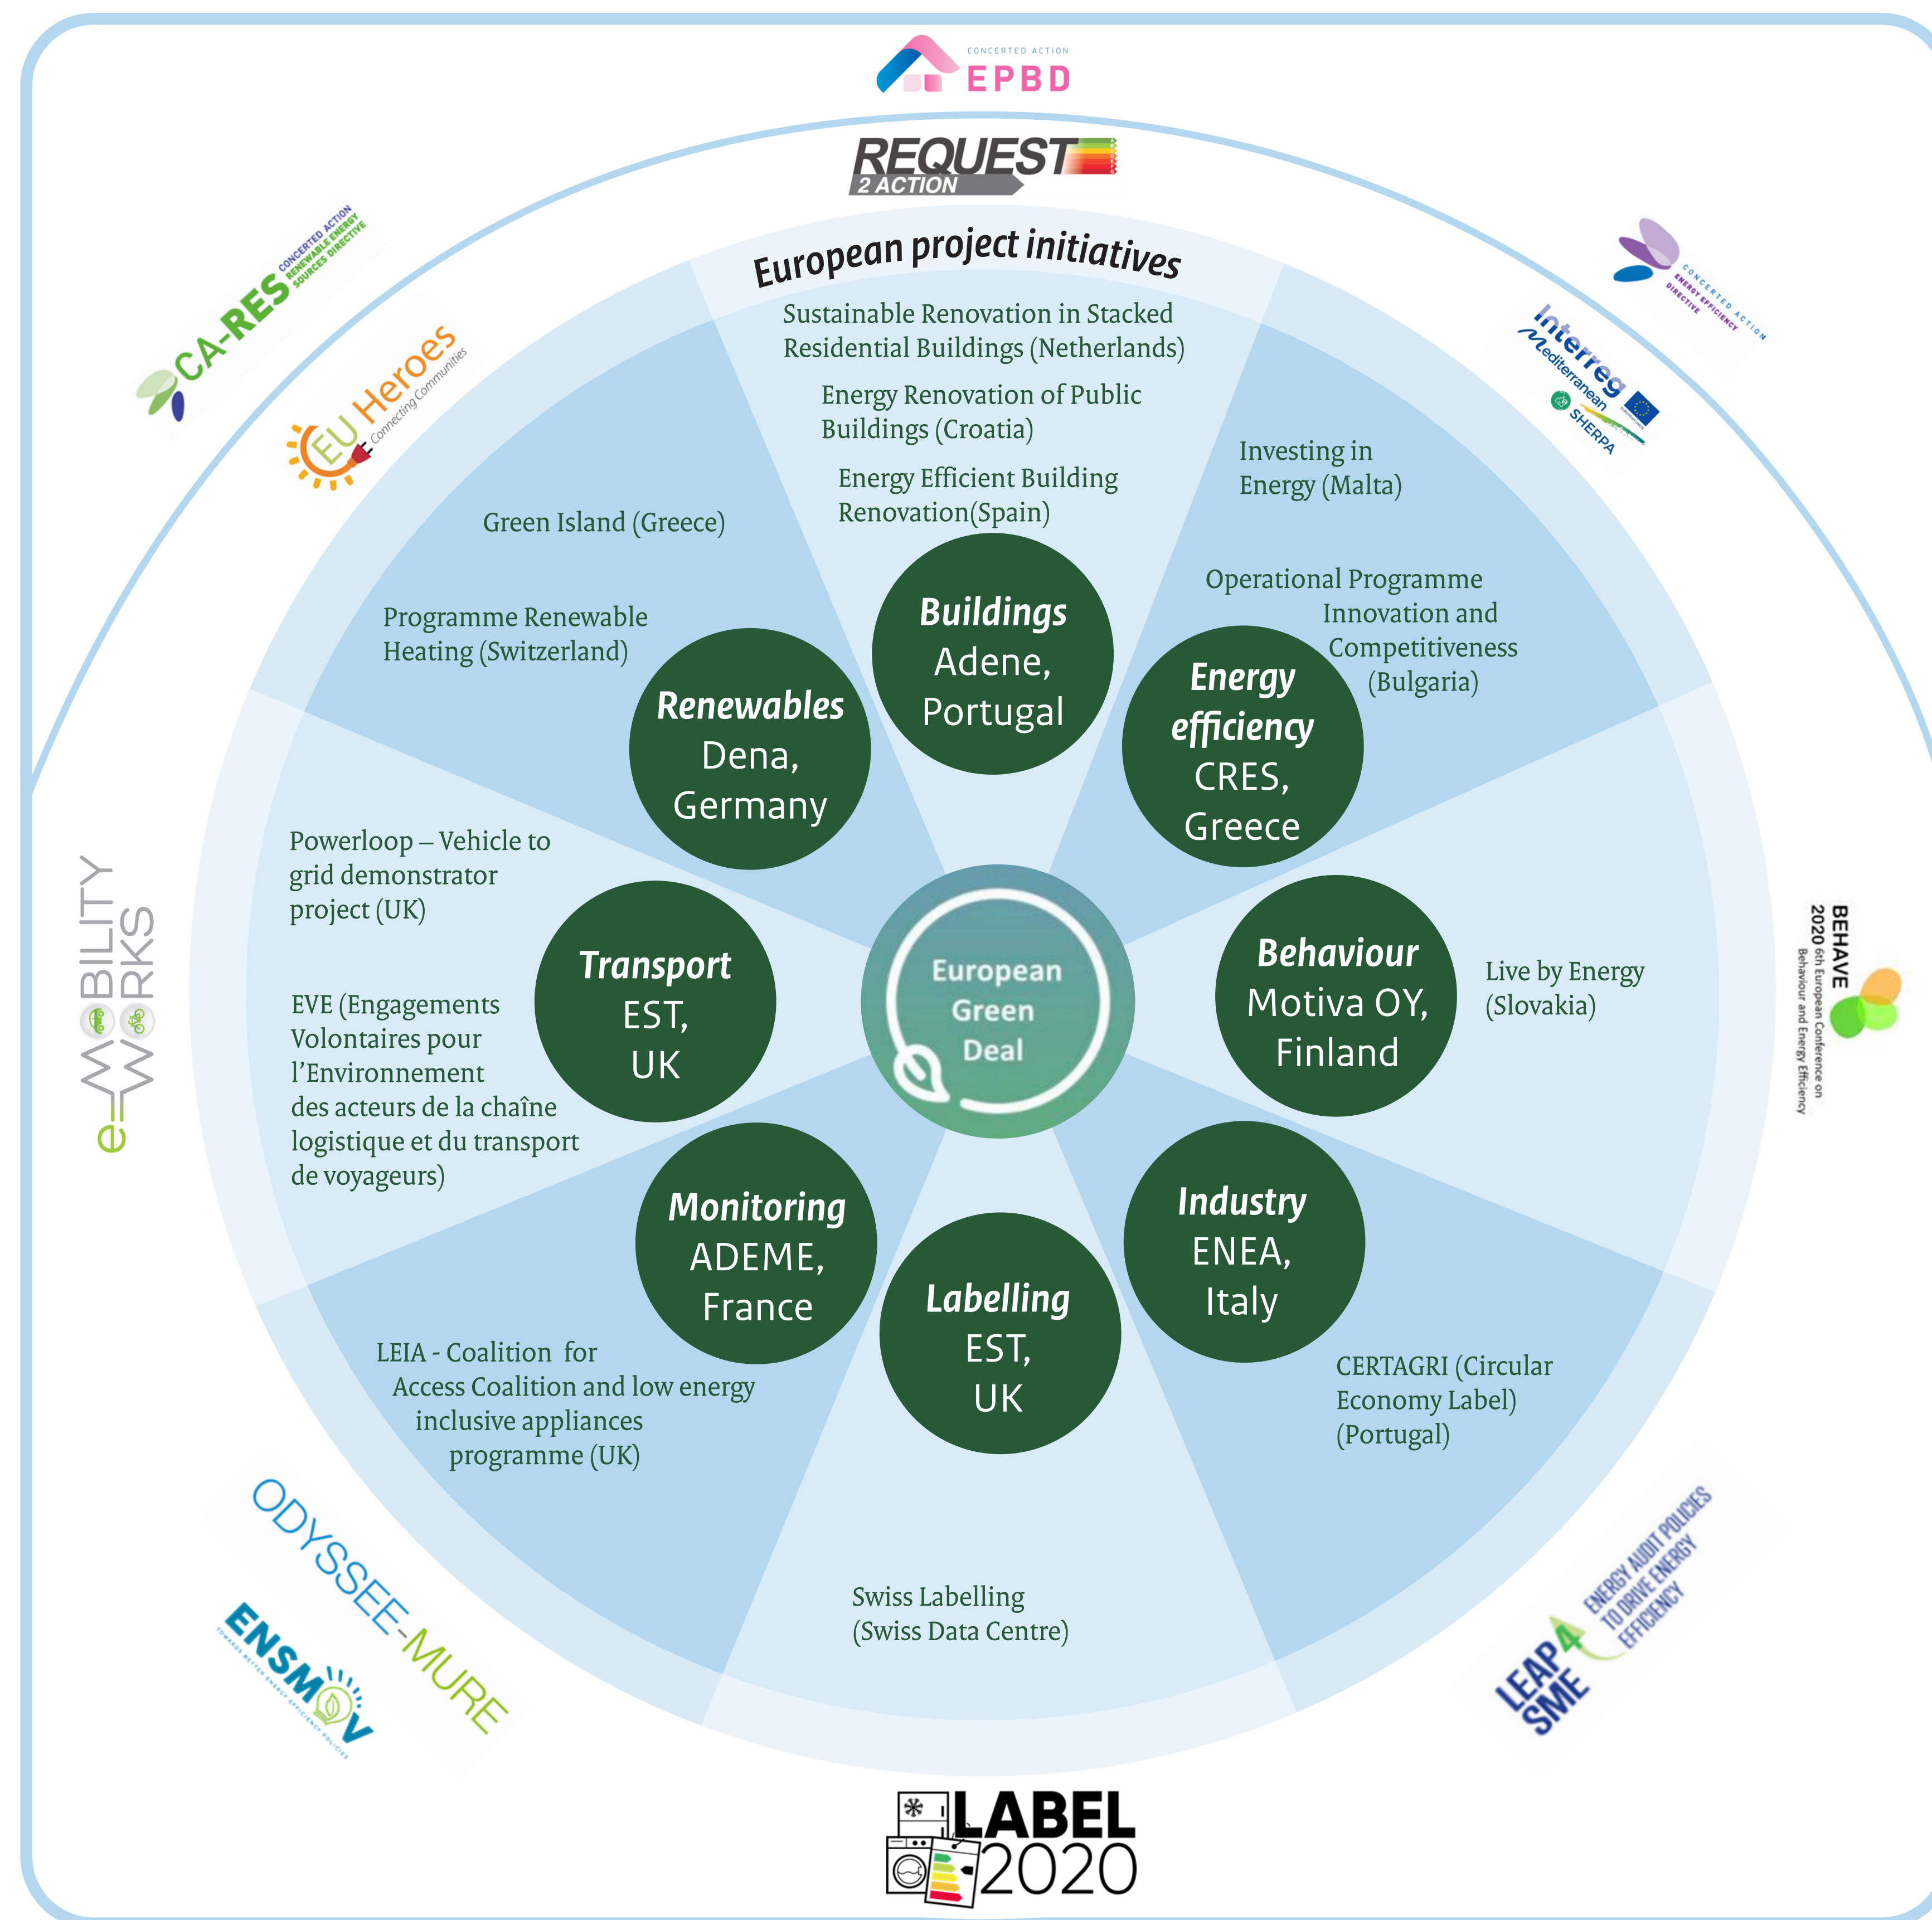 CONCERTED ACTION
EPBD
REQUEST
2 ACTION
European project initiatives
CA-RES
CONCERTED ACTION
RENEWABLE ENERGY
SOURCES DIRECTIVE
EU Heroes
Connecting Communities
CONCERTED ACTION
ENERGY EFFICIENCY
DIRECTIVE
Interreg
Mediterranean
SHERPA
Sustainable Renovation in Stacked
Residential Buildings (Netherlands)
Energy Renovation of Public
Buildings (Croatia)
Energy Efficient Building
Renovation(Spain)
Buildings
Adene,
Portugal
Investing in
Energy (Malta)
Operational Programme
Innovation and
Competitiveness
(Bulgaria)
Energy
efficiency
CRES,
Greece
Green Island (Greece)
Programme Renewable
Heating (Switzerland)
Renewables
Dena,
Germany
Powerloop – Vehicle to
grid demonstrator
project (UK)
EVE (Engagements
Volontaires pour
l’Environnement
des acteurs de la chaîne
logistique et du transport
de voyageurs)
Transport
EST,
UK
European
Green
Deal
Behaviour
Motiva OY,
Finland
Live by Energy
(Slovakia)
e-MOBILITY
WORKS
BEHAVE
2020 6th European Conference on
Behaviour and Energy Efficiency
Monitoring
ADEME,
France
LEIA - Coalition  for
Access Coalition and low energy
inclusive appliances
programme (UK)
Labelling
EST,
UK
Swiss Labelling
(Swiss Data Centre)
Industry
ENEA,
Italy
CERTAGRI (Circular
Economy Label)
(Portugal)
ODYSSEE-MURE
ENSMOV
TOWARDS BETTER ENERGY EFFICIENCY POLICIES
LEAP4
SME
ENERGY AUDIT POLICIES
TO DRIVE ENERGY
EFFICIENCY
LABEL
2020